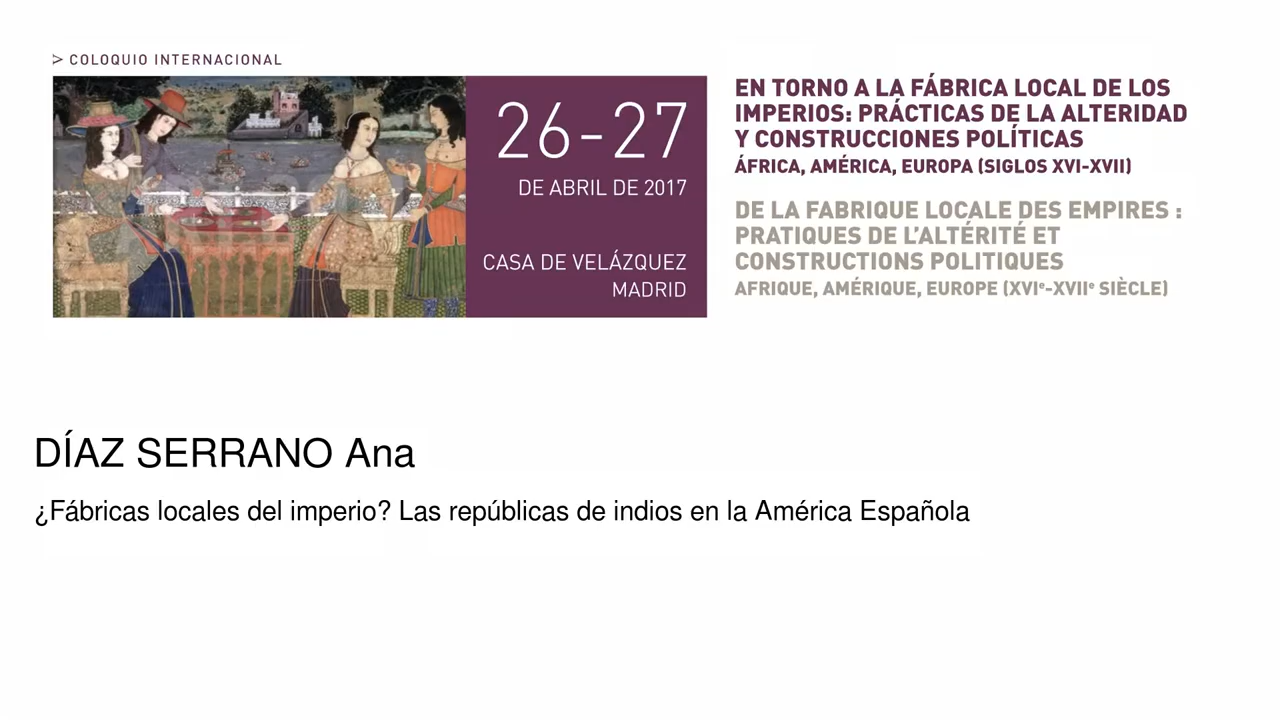 > COLOQUIO INTERNACIONAL
26-27
DE ABRIL DE 2017
CASA DE VELÁZQUEZ
MADRID
EN TORNO A LA FÁBRICA LOCAL DE LOS
IMPERIOS: PRÁCTICAS DE LA ALTERIDAD
Y CONSTRUCCIONES POLÍTICAS
ÁFRICA, AMÉRICA, EUROPA (SIGLOS XVI-XVII)
DE LA FABRIQUE LOCALE DES EMPIRES :
PRATIQUES DE L'ALTÉRITÉ ET
CONSTRUCTIONS POLITIQUES
AFRIQUE, AMÉRIQUE, EUROPE (XVIᵉ-XVIIᵉ SIÈCLE)
DÍAZ SERRANO Ana
¿Fábricas locales del imperio? Las repúblicas de indios en la América Española